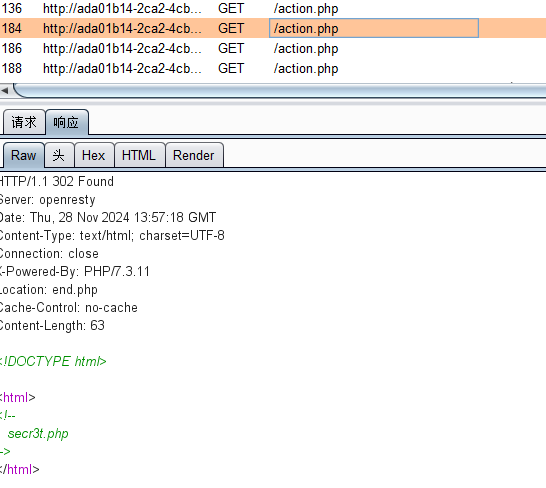 136 http://ada01b14-2ca2-4cb... GET /action.php
184 http://ada01b14-2ca2-4cb... GET /action.php
186 http://ada01b14-2ca2-4cb... GET /action.php
188 http://ada01b14-2ca2-4cb... GET /action.php
请求 响应
Raw 头 Hex HTML Render
HTTP/1.1 302 Found
Server: openresty
Date: Thu, 28 Nov 2024 13:57:18 GMT
Content-Type: text/html; charset=UTF-8
Connection: close
X-Powered-By: PHP/7.3.11
Location: end.php
Cache-Control: no-cache
Content-Length: 63
<!DOCTYPE html>
<html>
<!--
secr3t.php
-->
</html>